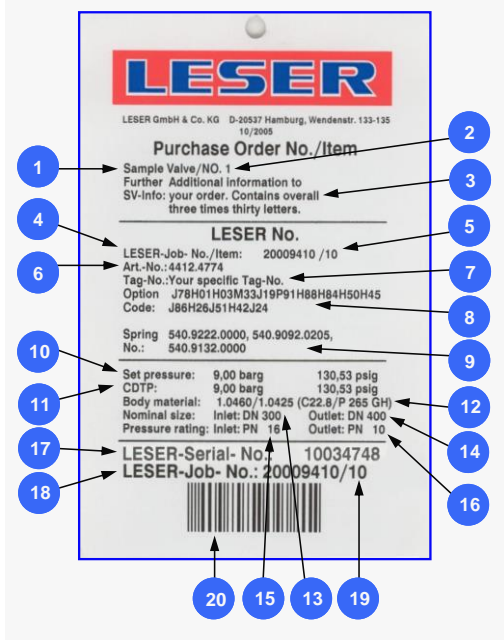 LESER
LESER GmbH & Co. KG D-20537 Hamburg, Wendenstr. 133-135
10/2005
Purchase Order No./Item
1 Sample Valve/NO. 1 2
Further Additional information to
SV-Info: your order. Contains overall 3
three times thirty letters.
4 LESER No. 5
LESER-Job- No./Item: 20009410 /10
6 Art.-No.:4412.4774 7
Tag-No.:Your specific Tag-No.
Option J78H01H03M33J19P91H88H84H50H45
Code: J86H26J51H42J24 8
Spring 540.9222.0000, 540.9092.0205,
No.: 540.9132.0000 9
10 Set pressure: 9,00 barg 130,53 psig
11 CDTP: 9,00 barg 130,53 psig
Body material: 1.0460/1.0425 (C22.8/P 265 GH) 12
Nominal size: Inlet: DN 300 Outlet: DN 400
Pressure rating: Inlet: PN 16 Outlet: PN 10 14
17 LESER-Serial- No.: 10034748
18 LESER-Job- No.: 20009410/10 16
20 15 13 19